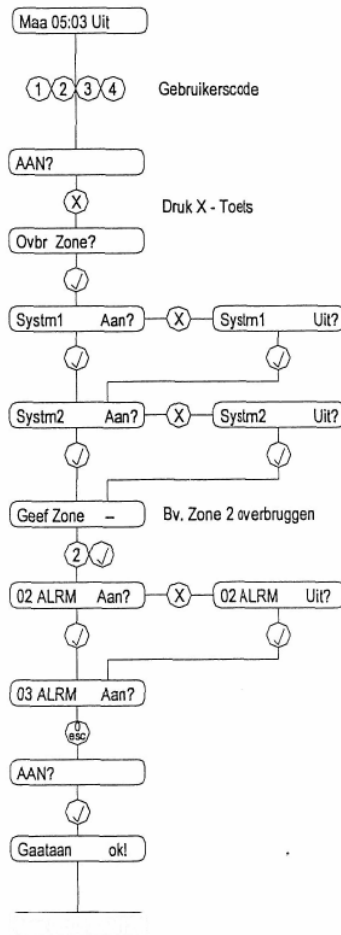 Maa 05:03 Uit
1 2 3 4 Gebruikerscode
AAN?
X Druk X - Toets
Ovbr Zone?
Systm1 Aan? X Systm1 Uit?
Systm2 Aan? X Systm2 Uit?
Geef Zone – Bv. Zone 2 overbruggen
2
02 ALRM Aan? X 02 ALRM Uit?
03 ALRM Aan?
0
BSC
AAN?
Gaataan ok!